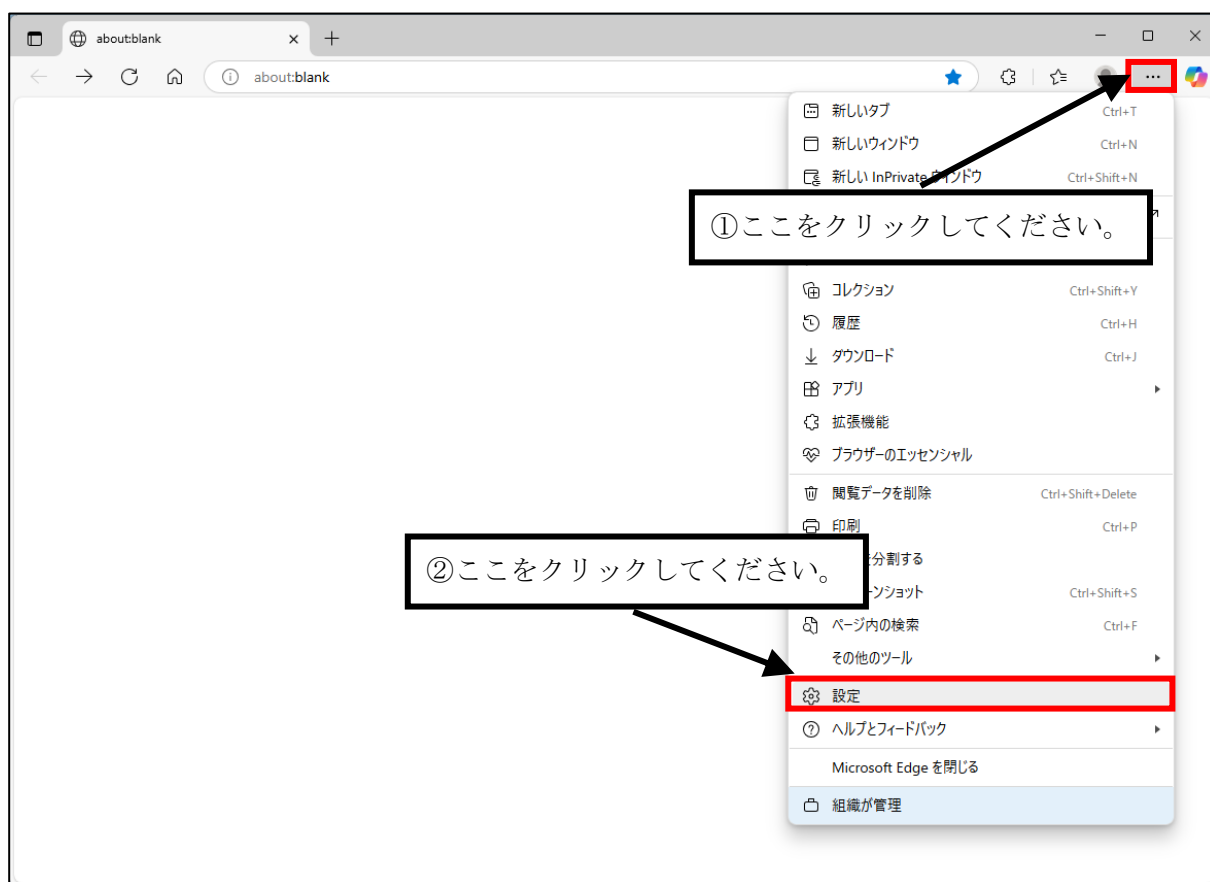 about:blank
about:blank
新しいタブ Ctrl+T
新しいウィンドウ Ctrl+N
新しい InPrivate ウィンドウ Ctrl+Shift+N
①ここをクリックしてください。
コレクション Ctrl+Shift+Y
履歴 Ctrl+H
ダウンロード Ctrl+J
アプリ
拡張機能
ブラウザーのエッセンシャル
閲覧データを削除 Ctrl+Shift+Delete
印刷 Ctrl+P
分割する
②ここをクリックしてください。
ンショット Ctrl+Shift+S
ページ内の検索 Ctrl+F
その他のツール
設定
ヘルプとフィードバック
Microsoft Edge を閉じる
組織が管理